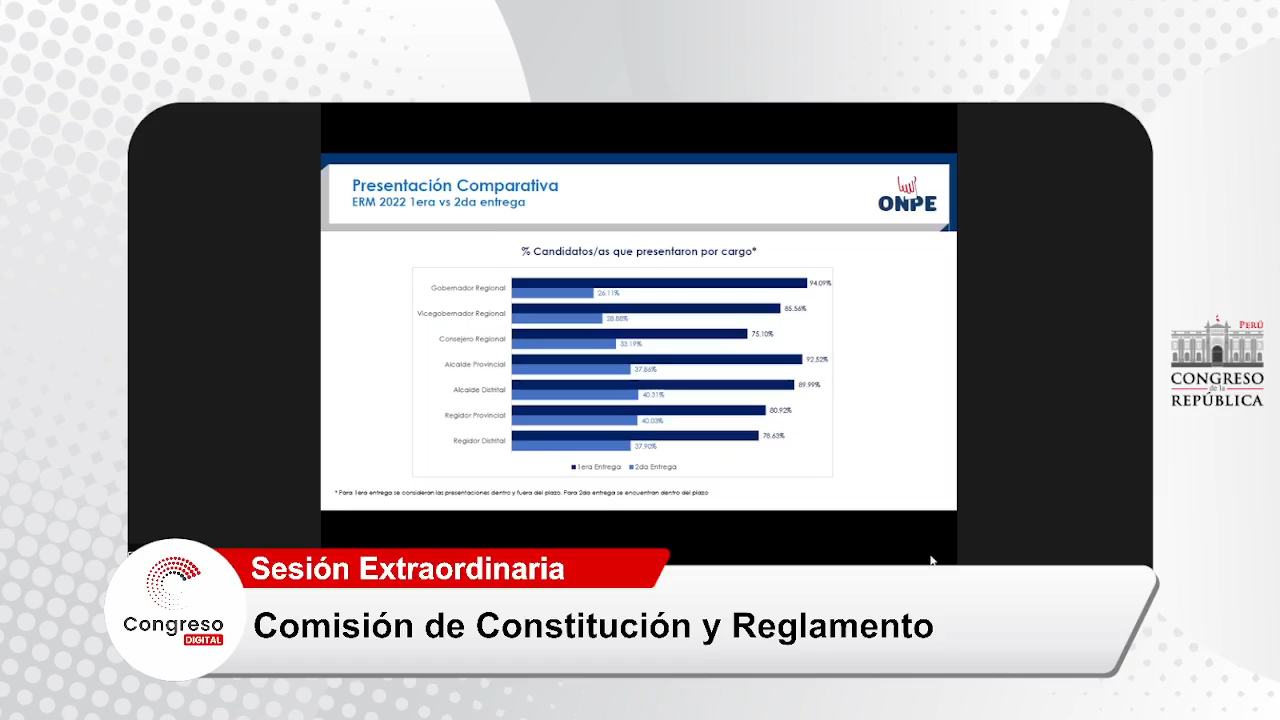 Presentación Comparativa
ERM 2022 1era vs 2da entrega
ONPE
% Candidatos/as que presentaron por cargo*
Gobernador Regional 94.09%
26.11%
Vicegobernador Regional 85.56%
28.88%
Consejero Regional 75.10%
33.19%
Alcalde Provincial 92.52%
37.86%
Alcalde Distrital 89.99%
40.31%
Regidor Provincial 80.92%
40.03%
Regidor Distrital 78.63%
37.90%
1era Entrega 2da Entrega
* Para 1era entrega se consideran las presentaciones dentro y fuera del plazo. Para 2da entrega se encuentran dentro del plazo
PERÚ
CONGRESO
de la
REPÚBLICA
Sesión Extraordinaria
Congreso
DIGITAL
Comisión de Constitución y Reglamento